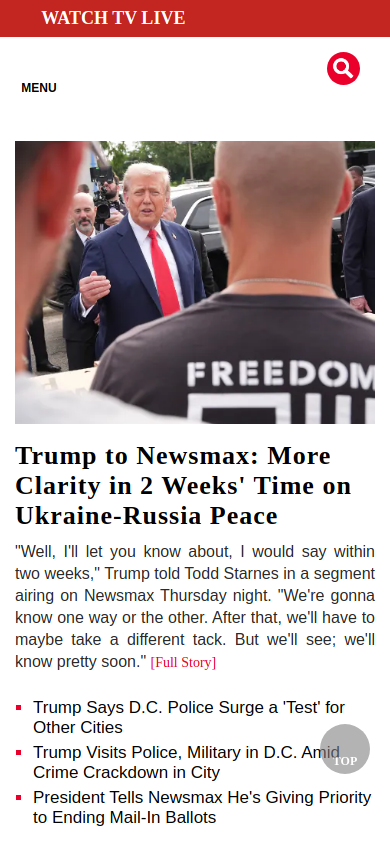 WATCH TV LIVE
MENU
FREEDOM
Trump to Newsmax: More
Clarity in 2 Weeks' Time on
Ukraine-Russia Peace
"Well, I'll let you know about, I would say within
two weeks," Trump told Todd Starnes in a segment
airing on Newsmax Thursday night. "We're gonna
know one way or the other. After that, we'll have to
maybe take a different tack. But we'll see; we'll
know pretty soon." [Full Story]
Trump Says D.C. Police Surge a 'Test' for
Other Cities
Trump Visits Police, Military in D.C. Amid
Crime Crackdown in City
TOP
President Tells Newsmax He's Giving Priority
to Ending Mail-In Ballots